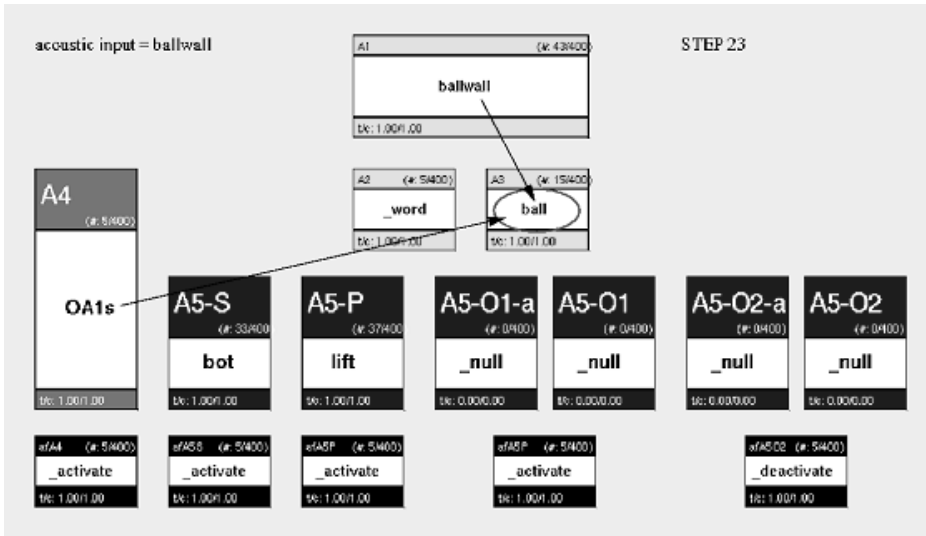 acoustic input = ballwall
STEP 23
A1 (#: 43/400)
ballwall
t/c: 1.00/1.00
A2 (#: 5/400)
_word
t/c: 1.00/1.00
A3 (#: 15/400)
ball
t/c: 1.00/1.00
A4
(#: 5/400)
OA1s
t/c: 1.00/1.00
A5-S
(#: 33/400
bot
t/c: 1.00/1.00
A5-P
(#: 37/400
lift
t/c: 1.00/1.00
A5-O1-a
(#: 0/400)
_null
t/c: 0.00/0.00
A5-O1
(#: 0/400)
_null
t/c: 0.00/0.00
A5-O2-a
(#: 0/400)
_null
t/c: 0.00/0.00
A5-O2
(#: 0/400)
_null
t/c: 0.00/0.00
afA4 (#: 5/400)
_activate
t/c: 1.00/1.00
afA5S (#: 5/400)
_activate
t/c: 1.00/1.00
afA5P (#: 5/400)
_activate
t/c: 1.00/1.00
afA5P (#: 5/400)
_activate
t/c: 1.00/1.00
afA5O2 (#: 5/400)
_deactivate
t/c: 1.00/1.00